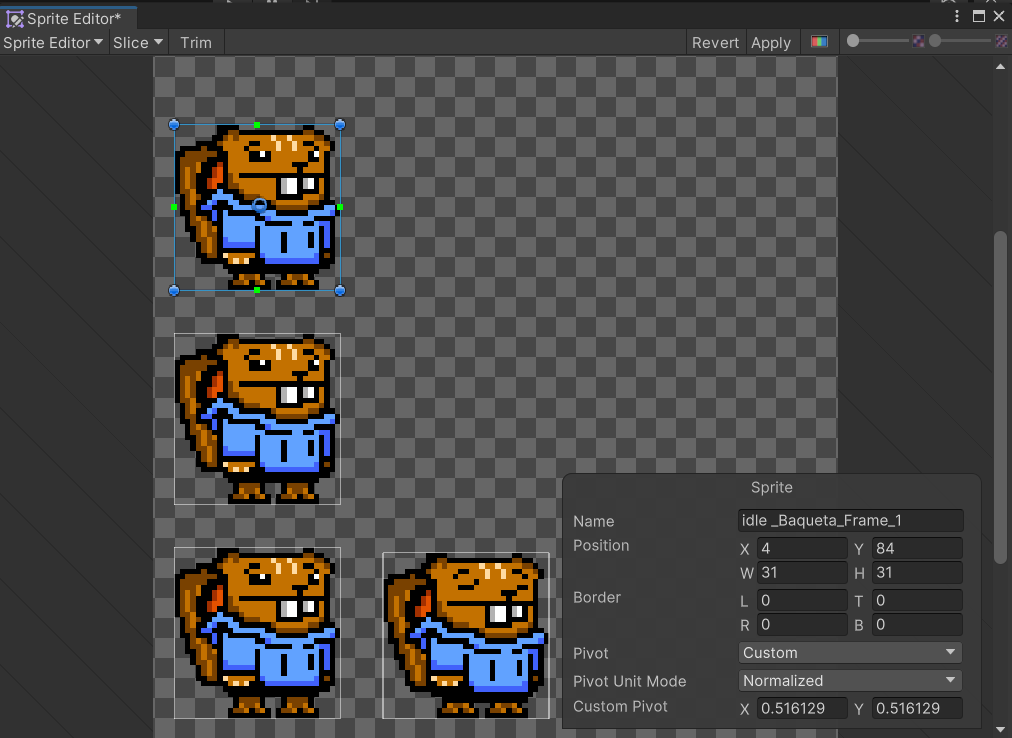 Sprite Editor*
Sprite Editor Slice Trim Revert Apply
Sprite
Name idle _Baqueta_Frame_1
Position X 4 Y 84
W 31 H 31
Border L 0 T 0
R 0 B 0
Pivot Custom
Pivot Unit Mode Normalized
Custom Pivot X 0.516129 Y 0.516129